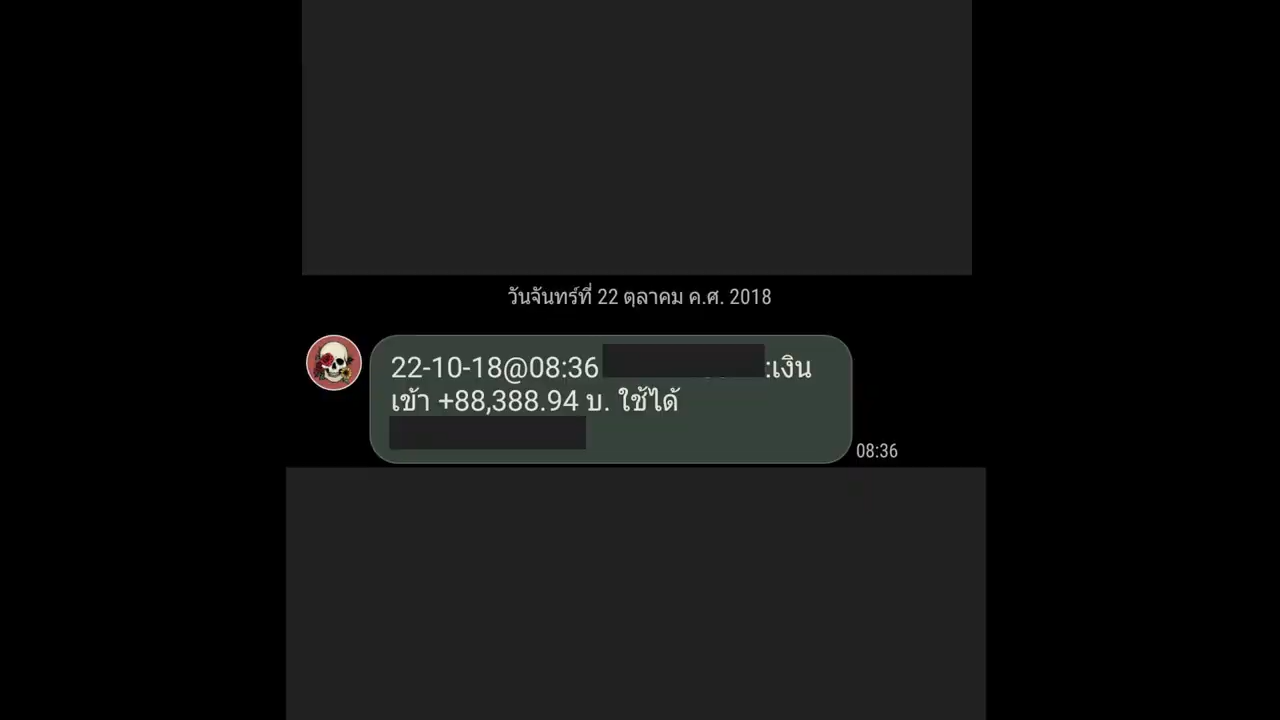 วันจันทร์ที่ 22 ตุลาคม ค.ศ. 2018
22-10-18@08:36 :เงิน
เข้า +88,388.94 บ. ใช้ได้
08:36